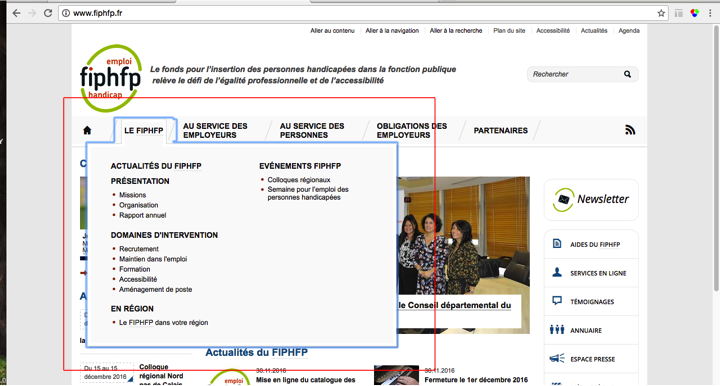 www.fiphfp.fr
Aller au contenu Aller à la navigation Aller à la recherche Plan du site Accessibilité Actualités Agenda
emploi
fiphfp
handicap
Le fonds pour l'insertion des personnes handicapées dans la fonction publique
relève le défi de l'égalité professionnelle et de l'accessibilité
Rechercher
LE FIPHFP
AU SERVICE DES
EMPLOYEURS
AU SERVICE DES
PERSONNES
OBLIGATIONS DES
EMPLOYEURS
PARTENAIRES
ACTUALITÉS DU FIPHFP
PRÉSENTATION
Missions
Organisation
Rapport annuel
DOMAINES D'INTERVENTION
Recrutement
Maintien dans l'emploi
Formation
Accessibilité
Aménagement de poste
EN RÉGION
Le FIPHFP dans votre région
EVÉNEMENTS FIPHFP
Colloques régionaux
Semaine pour l'emploi des
personnes handicapées
le Conseil départemental du
Newsletter
AIDES DU FIPHFP
SERVICES EN LIGNE
TÉMOIGNAGES
ANNUAIRE
ESPACE PRESSE
Du 15 au 15
décembre 2016
Colloque
régional Nord
pas de Calais
Actualités du FIPHFP
emploi
30.11.2016
Mise en ligne du catalogue des
30.11.2016
Fermeture le 1er décembre 2016